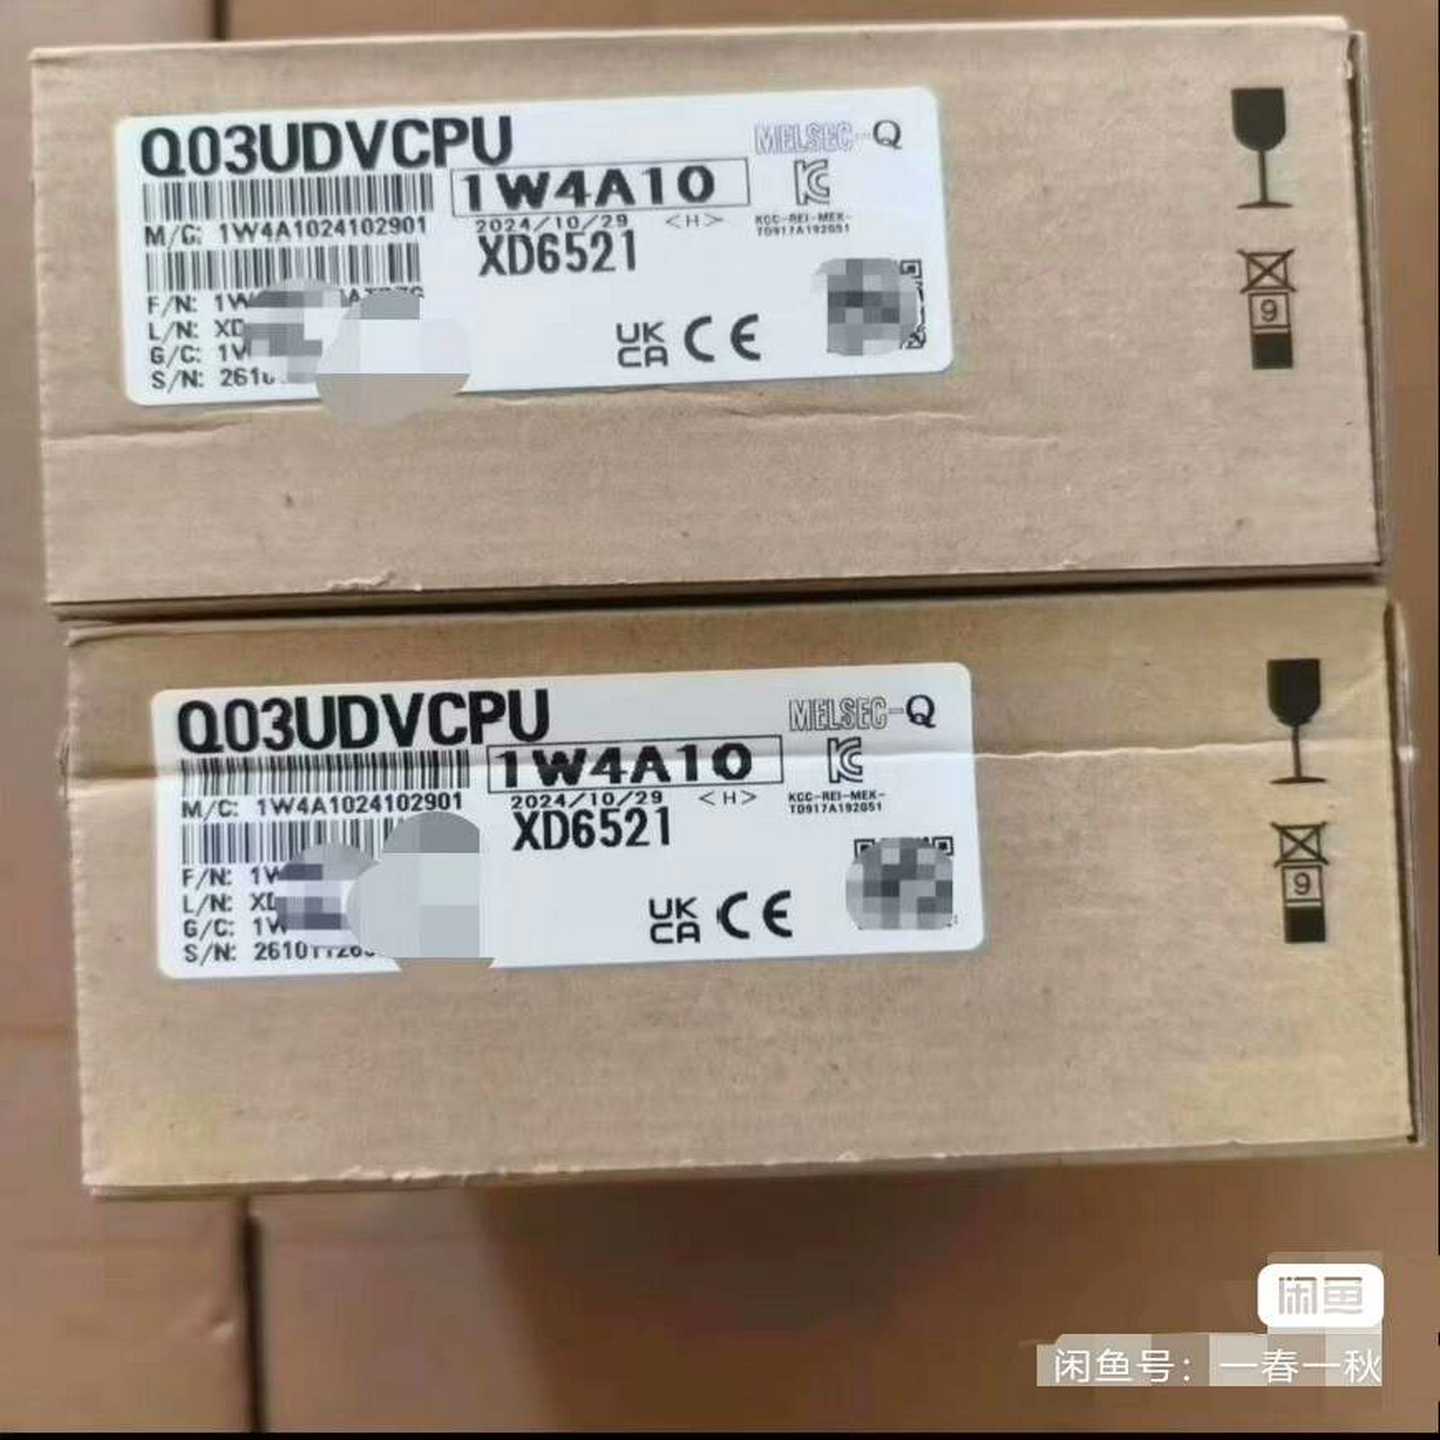 Q03UDVCPU
MELSEC-Q
1W4A10
M/C: 1W4A1024102901
2024/10/29 <H>
KCC-REI-MEK-
TD917A192051
XD6521
F/N: 1W
L/N: XD
G/C: 1W
S/N: 261
UK
CA
CE
9
Q03UDVCPU
MELSEC-Q
1W4A10
M/C: 1W4A1024102901
2024/10/29 <H>
KCC-REI-MEK-
TD917A192051
XD6521
F/N: 1W
L/N: XD
G/C: 1W
S/N: 2610
UK
CA
CE
9
闲鱼
闲鱼号：一春一秋